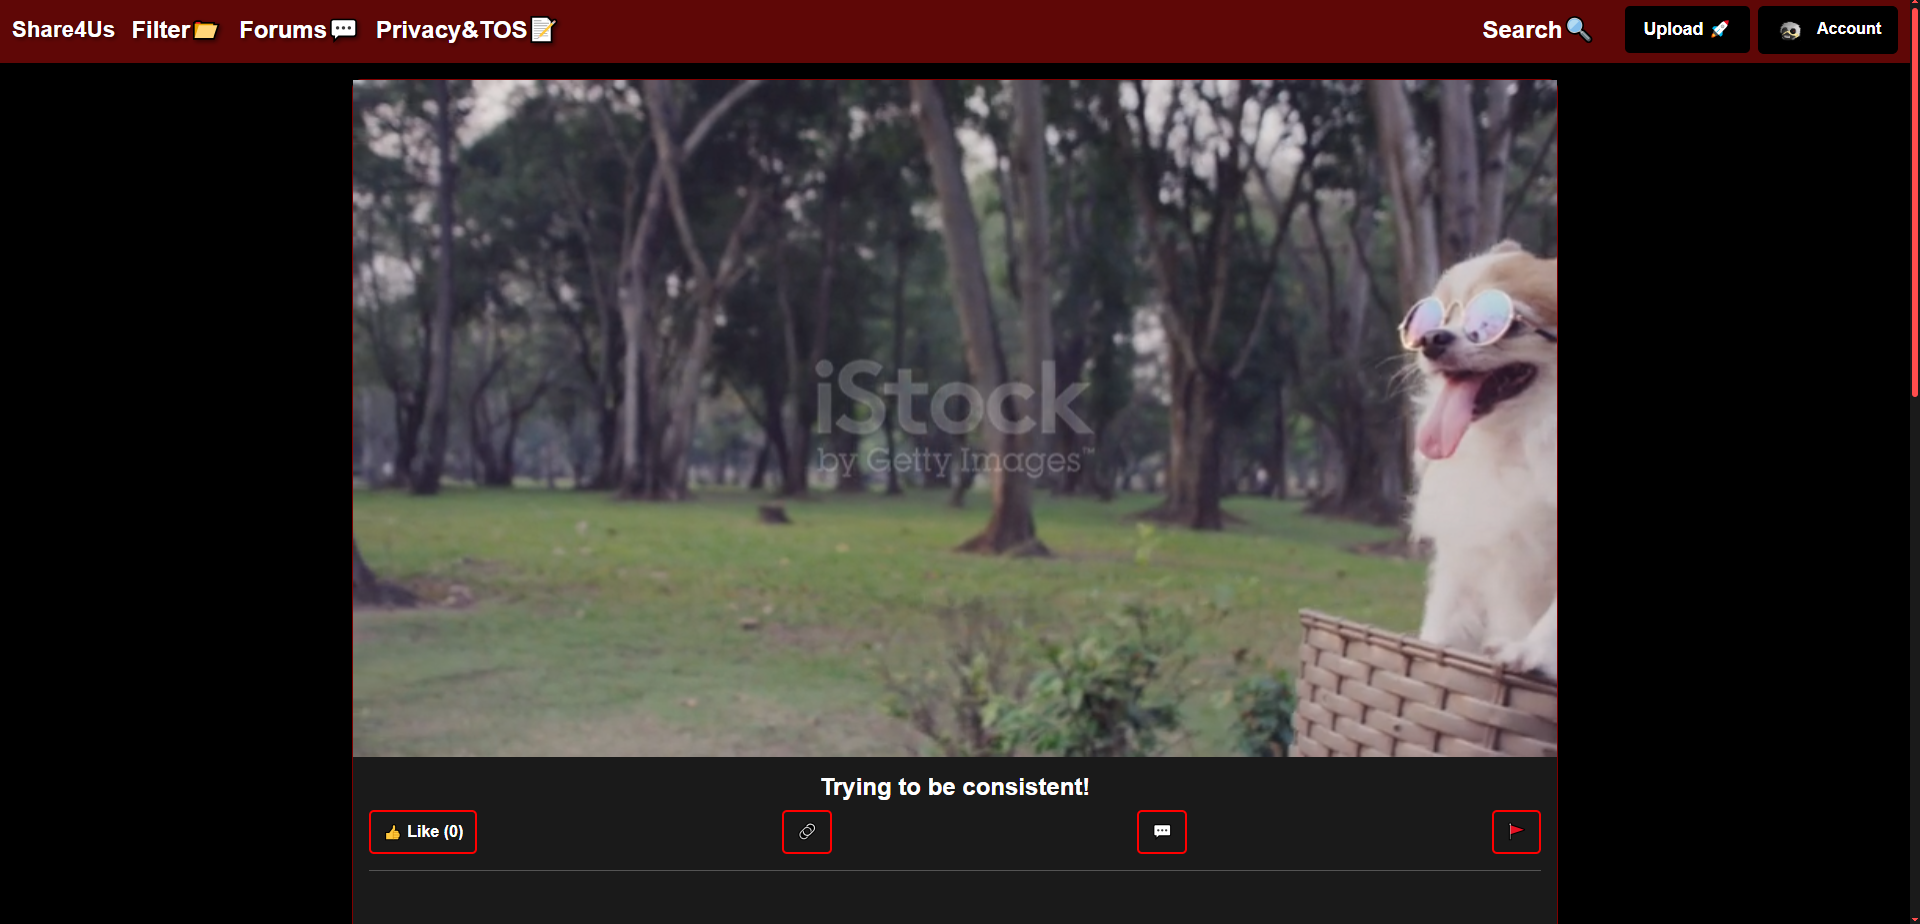 Share4Us Filter📂 Forums💬 Privacy&TOS📝 Search🔍 Upload 🚀 Account
iStock
by Getty Images™
Trying to be consistent!
👍 Like (0)